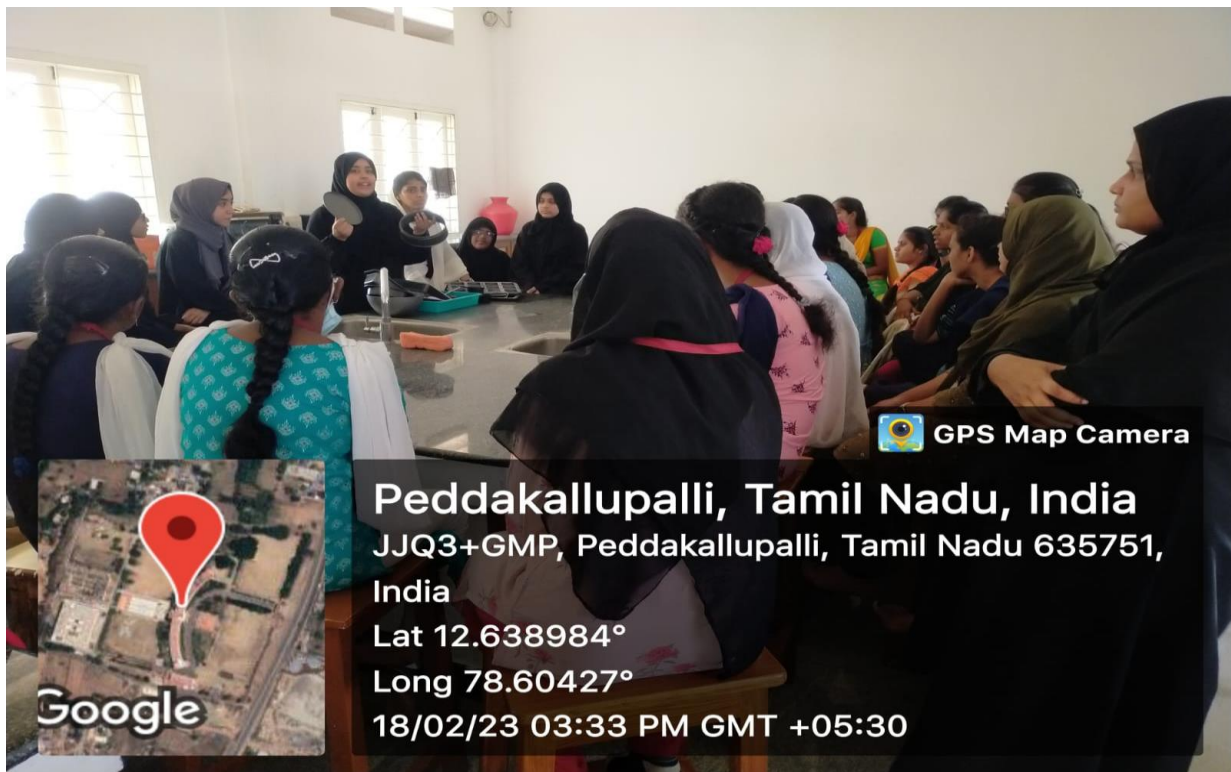 GPS Map Camera
Peddakallupalli, Tamil Nadu, India
JJQ3+GMP, Peddakallupalli, Tamil Nadu 635751,
India
Lat 12.638984°
Long 78.60427°
18/02/23 03:33 PM GMT +05:30
Google